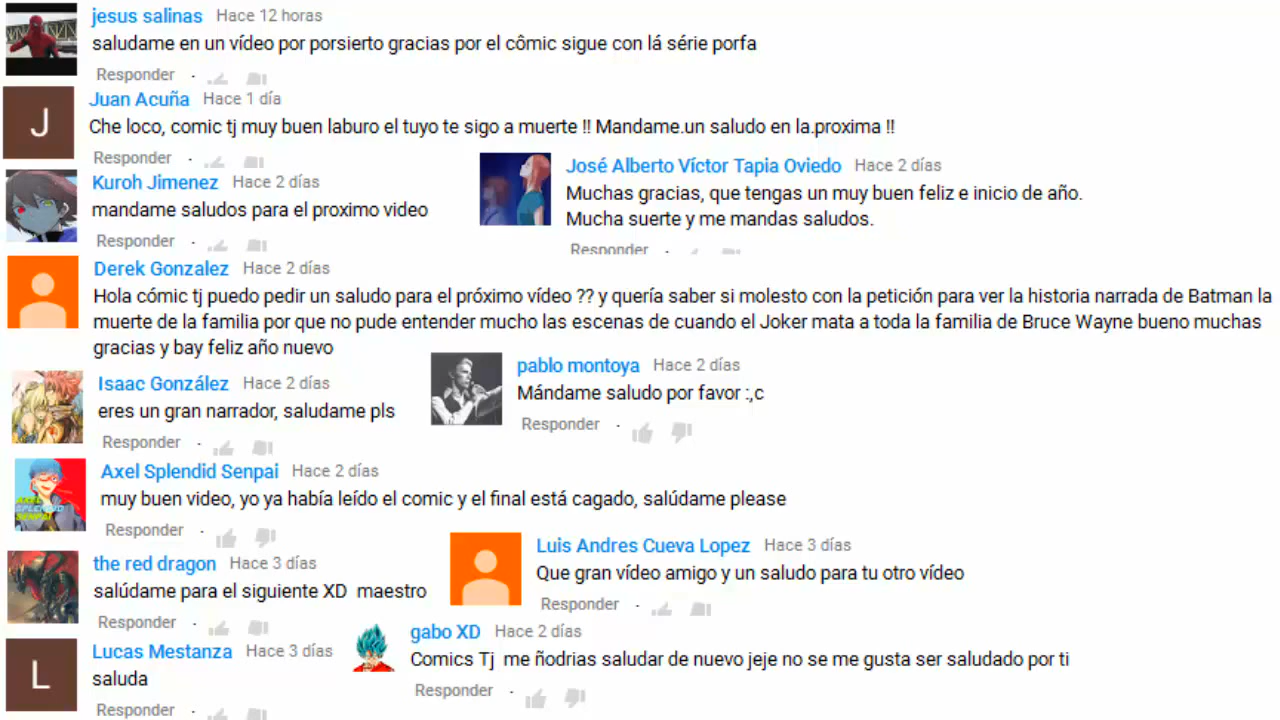 jesus salinas Hace 12 horas
saludame en un vídeo por porsierto gracias por el cômic sigue con lá série porfa
Responder ·
J
Juan Acuña Hace 1 día
Che loco, comic tj muy buen laburo el tuyo te sigo a muerte !! Mandame.un saludo en la.proxima !!
Responder ·
Kuroh Jimenez Hace 2 días
mandame saludos para el proximo video
Responder ·
José Alberto Víctor Tapia Oviedo Hace 2 días
Muchas gracias, que tengas un muy buen feliz e inicio de año.
Mucha suerte y me mandas saludos.
Responder ·
Derek Gonzalez Hace 2 días
Hola cómic tj puedo pedir un saludo para el próximo vídeo ?? y quería saber si molesto con la petición para ver la historia narrada de Batman la
muerte de la familia por que no pude entender mucho las escenas de cuando el Joker mata a toda la familia de Bruce Wayne bueno muchas
gracias y bay feliz año nuevo
Isaac González Hace 2 días
eres un gran narrador, saludame pls
Responder ·
pablo montoya Hace 2 días
Mándame saludo por favor :,c
Responder ·
AXEL SPLENDID SENPAI
Axel Splendid Senpai Hace 2 días
muy buen video, yo ya había leído el comic y el final está cagado, salúdame please
Responder ·
the red dragon Hace 3 días
salúdame para el siguiente XD maestro
Responder ·
Luis Andres Cueva Lopez Hace 3 días
Que gran vídeo amigo y un saludo para tu otro vídeo
Responder ·
L
Lucas Mestanza Hace 3 días
saluda
Responder ·
gabo XD Hace 2 días
Comics Tj me ñodrias saludar de nuevo jeje no se me gusta ser saludado por ti
Responder ·